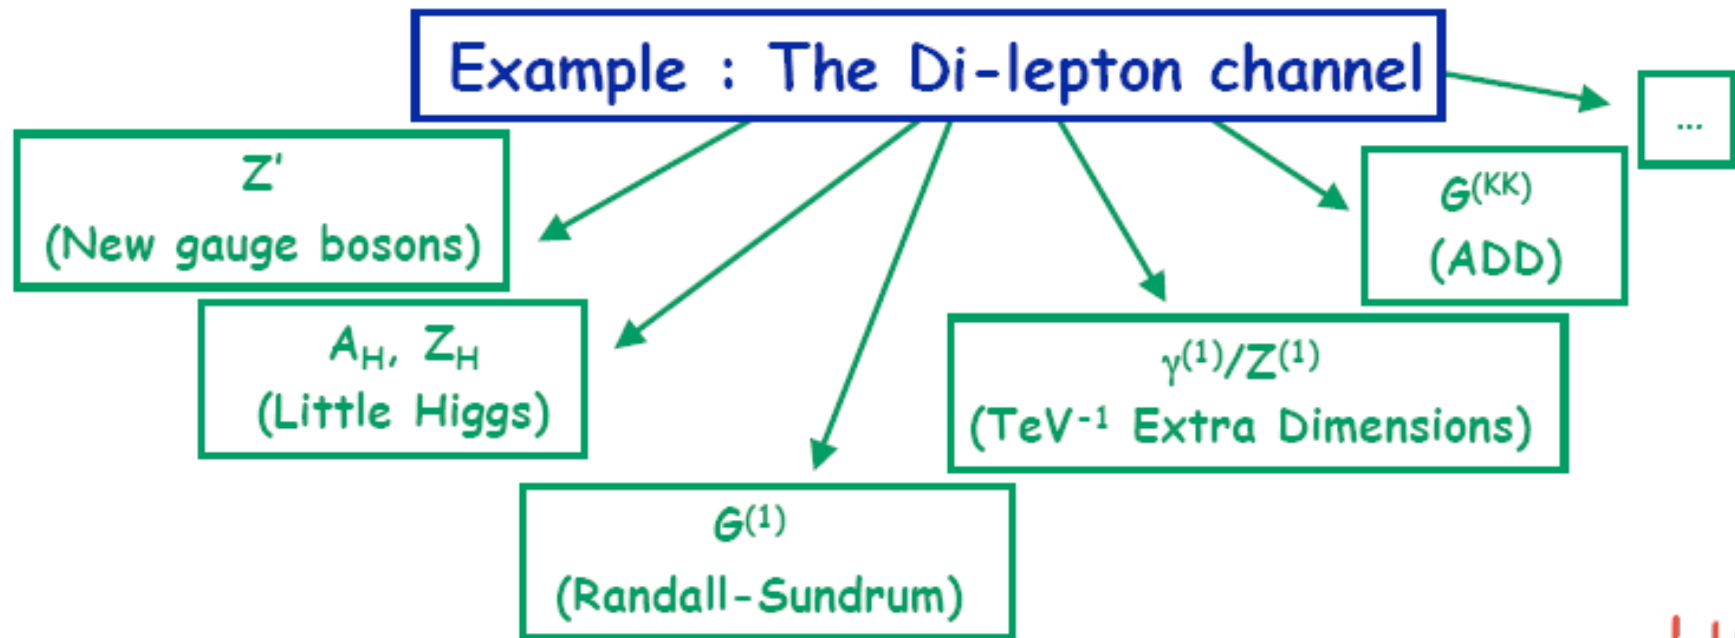 Example : The Di-lepton channel
...
Z'
(New gauge bosons)
G(KK)
(ADD)
AH, ZH
(Little Higgs)
γ(1)/Z(1)
(TeV-1 Extra Dimensions)
G(1)
(Randall-Sundrum)